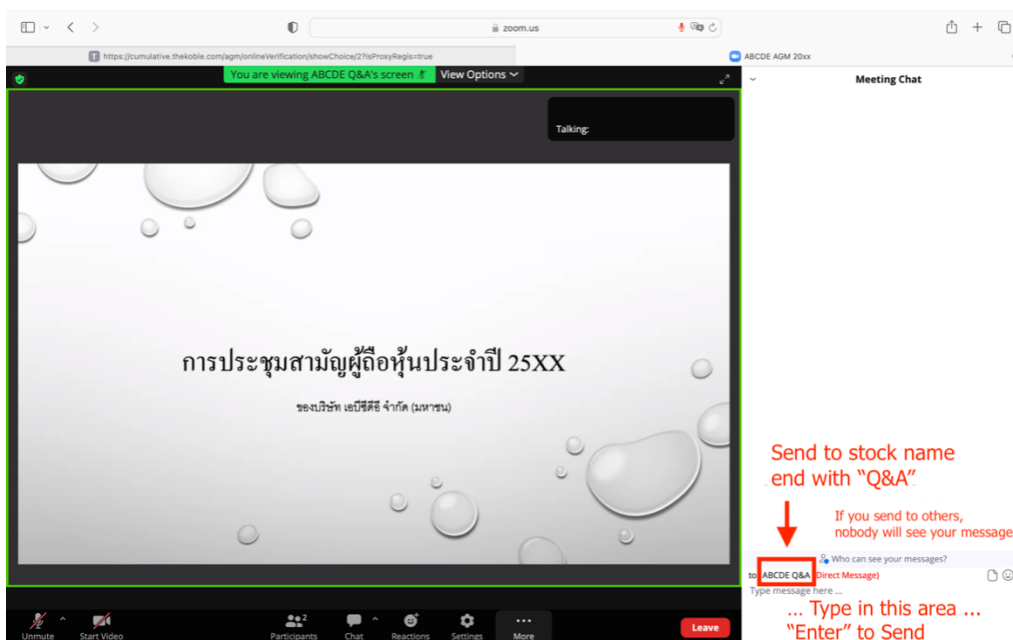 zoom.us
https://cumulative.thekoble.com/agm/onlineVerification/showChoice/2?isProxyRegis=true
ABCDE AGM 20xx
You are viewing ABCDE Q&A's screen
View Options
Meeting Chat
Talking:
การประชุมสามัญผู้ถือหุ้นประจำปี 25XX
ของบริษัท เอบีซีดีอี จำกัด (มหาชน)
Send to stock name
end with “Q&A”
If you send to others,
nobody will see your message
Who can see your messages?
to ABCDE Q&A (Direct Message)
Type message here ...
... Type in this area ...
“Enter” to Send
Unmute
Start Video
2
Participants
Chat
Reactions
Settings
More
Leave